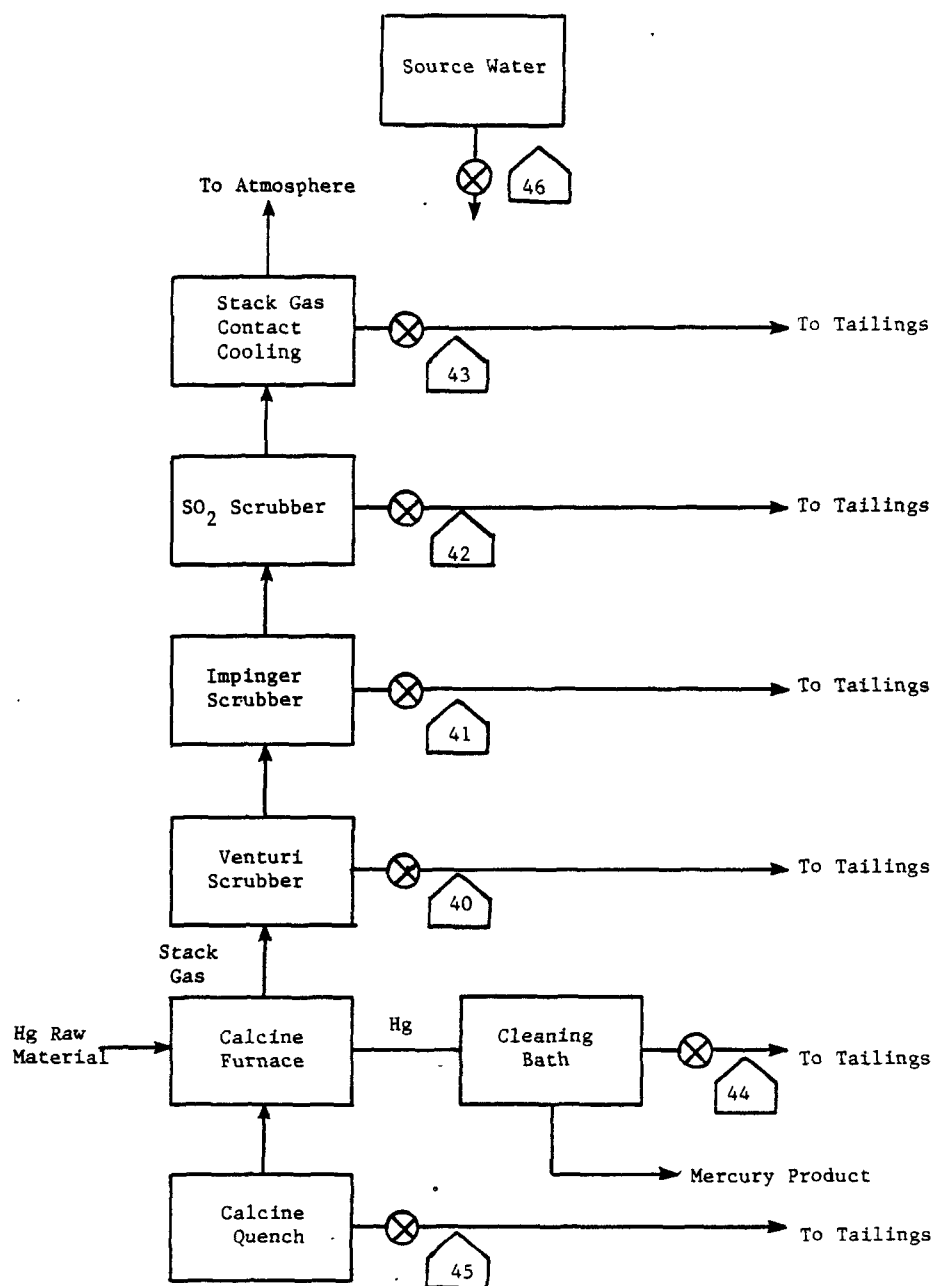 Source Water
46
To Atmosphere
Stack Gas
Contact
Cooling
To Tailings
43
SO2 Scrubber
To Tailings
42
Impinger
Scrubber
To Tailings
41
Venturi
Scrubber
To Tailings
40
Stack
Gas
Hg Raw
Material
Calcine
Furnace
Hg
Cleaning
Bath
To Tailings
44
Mercury Product
Calcine
Quench
To Tailings
45